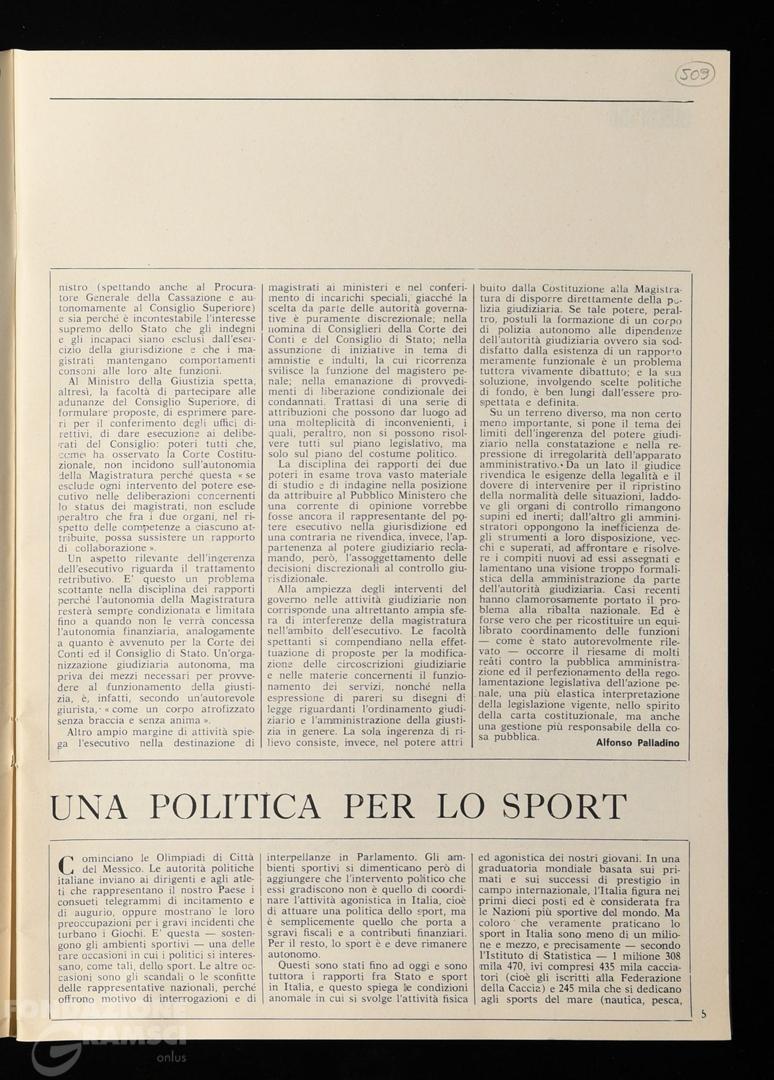 509
nistro (spettando anche al Procura-
tore Generale della Cassazione e au-
tonomamente al Consiglio Superiore)
e sia perché è incontestabile l'interesse
supremo dello Stato che gli indegni
e gli incapaci siano esclusi dall'eser-
cizio della giurisdizione e che i ma-
gistrati mantengano comportamenti
consoni alle loro alte funzioni.
Al Ministro della Giustizia spetta,
altresì, la facoltà di partecipare alle
adunanze del Consiglio Superiore, di
formulare proposte, di esprimere pare-
ri per il conferimento degli uffici di-
rettivi, di dare esecuzione ai delibe-
rati del Consiglio: poteri tutti che,
come ha osservato la Corte Costitu-
zionale, non incidono sull'autonomia
della Magistratura perché questa « se
esclude ogni intervento del potere ese-
cutivo nelle deliberazioni concernenti
lo status dei magistrati, non esclude
peraltro che fra i due organi, nel ri-
spetto delle competenze a ciascuno at-
tribuite, possa sussistere un rapporto
di collaborazione ».
Un aspetto rilevante dell'ingerenza
dell'esecutivo riguarda il trattamento
retributivo. E' questo un problema
scottante nella disciplina dei rapporti
perché l'autonomia della Magistratura
resterà sempre condizionata e limitata
fino a quando non le verrà concessa
l'autonomia finanziaria, analogamente
a quanto è avvenuto per la Corte dei
Conti ed il Consiglio di Stato. Un'orga-
nizzazione giudiziaria autonoma, ma
priva dei mezzi necessari per provve-
dere al funzionamento della giusti-
zia, è, infatti, secondo un'autorevole
giurista, « come un corpo atrofizzato
senza braccia e senza anima ».
Altro ampio margine di attività spie-
ga l'esecutivo nella destinazione di
magistrati ai ministeri e nel conferi-
mento di incarichi speciali, giacché la
scelta da parte delle autorità governa-
tive è puramente discrezionale; nella
nomina di Consiglieri della Corte dei
Conti e del Consiglio di Stato; nella
assunzione di iniziative in tema di
amnistie e indulti, la cui ricorrenza
svilisce la funzione del magistero pe-
nale; nella emanazione di provvedi-
menti di liberazione condizionale dei
condannati. Trattasi di una serie di
attribuzioni che possono dar luogo ad
una molteplicità di inconvenienti, i
quali, peraltro, non si possono risol-
vere tutti sul piano legislativo, ma
solo sul piano del costume politico.
La disciplina dei rapporti dei due
poteri in esame trova vasto materiale
di studio e di indagine nella posizione
da attribuire al Pubblico Ministero che
una corrente di opinione vorrebbe
fosse ancora il rappresentante del po-
tere esecutivo nella giurisdizione ed
una contraria ne rivendica, invece, l'ap-
partenenza al potere giudiziario recla-
mando, però, l'assoggettamento delle
decisioni discrezionali al controllo giu-
risdizionale.
Alla ampiezza degli interventi del
governo nelle attività giudiziarie non
corrisponde una altrettanto ampia sfe-
ra di interferenze della magistratura
nell'ambito dell'esecutivo. Le facoltà
spettanti si compendiano nella effet-
tuazione di proposte per la modifica-
zione delle circoscrizioni giudiziarie
e nelle materie concernenti il funzio-
namento dei servizi, nonché nella
espressione di pareri su disegni di
legge riguardanti l'ordinamento giudi-
ziario e l'amministrazione della giusti-
zia in genere. La sola ingerenza di ri-
lievo consiste, invece, nel potere attri
buito dalla Costituzione alla Magistra-
tura di disporre direttamente della po-
lizia giudiziaria. Se tale potere, peral-
tro, postuli la formazione di un corpo
di polizia autonomo alle dipendenze
dell'autorità giudiziaria ovvero sia sod-
disfatto dalla esistenza di un rapporto
meramente funzionale è un problema
tuttora vivamente dibattuto; e la sua
soluzione, involgendo scelte politiche
di fondo, è ben lungi dall'essere pro-
spettata e definita.
Su un terreno diverso, ma non certo
meno importante, si pone il tema dei
limiti dell'ingerenza del potere giudi-
ziario nella constatazione e nella re-
pressione di irregolarità dell'apparato
amministrativo. Da un lato il giudice
rivendica le esigenze della legalità e il
dovere di intervenire per il ripristino
della normalità delle situazioni, laddo-
ve gli organi di controllo rimangono
supini ed inerti; dall'altro gli ammini-
stratori oppongono la inefficienza de-
gli strumenti a loro disposizione, vec-
chi e superati, ad affrontare e risolve-
re i compiti nuovi ad essi assegnati e
lamentano una visione troppo formali-
stica della amministrazione da parte
dell'autorità giudiziaria. Casi recenti
hanno clamorosamente portato il pro-
blema alla ribalta nazionale. Ed è
forse vero che per ricostituire un equi-
librato coordinamento delle funzioni
— come è stato autorevolmente rile-
vato — occorre il riesame di molti
reati contro la pubblica amministra-
zione ed il perfezionamento della rego-
lamentazione legislativa dell'azione pe-
nale, una più elastica interpretazione
della legislazione vigente, nello spirito
della carta costituzionale, ma anche
una gestione più responsabile della co-
sa pubblica.
Alfonso Palladino
UNA POLITICA PER LO SPORT
Cominciano le Olimpiadi di Città
del Messico. Le autorità politiche
italiane inviano ai dirigenti e agli atle-
ti che rappresentano il nostro Paese i
consueti telegrammi di incitamento e
di augurio, oppure mostrano le loro
preoccupazioni per i gravi incidenti che
turbano i Giochi. E' questa — sosten-
gono gli ambienti sportivi — una delle
rare occasioni in cui i politici si interes-
sano, come tali, dello sport. Le altre oc-
casioni sono gli scandali o le sconfitte
delle rappresentative nazionali, perché
offrono motivo di interrogazioni e di
interpellanze in Parlamento. Gli am-
bienti sportivi si dimenticano però di
aggiungere che l'intervento politico che
essi gradiscono non è quello di coordi-
nare l'attività agonistica in Italia, cioè
di attuare una politica dello sport, ma
è semplicemente quello che porta a
sgravi fiscali e a contributi finanziari.
Per il resto, lo sport è e deve rimanere
autonomo.
Questi sono stati fino ad oggi e sono
tuttora i rapporti fra Stato e sport
in Italia, e questo spiega le condizioni
anomale in cui si svolge l'attività fisica
ed agonistica dei nostri giovani. In una
graduatoria mondiale basata sui pri-
mati e sui successi di prestigio in
campo internazionale, l'Italia figura nei
primi dieci posti ed è considerata fra
le Nazioni più sportive del mondo. Ma
coloro che veramente praticano lo
sport in Italia sono meno di un milio-
ne e mezzo, e precisamente — secondo
l'Istituto di Statistica — 1 milione 308
mila 470, ivi compresi 435 mila caccia-
tori (cioè gli iscritti alla Federazione
della Caccia) e 245 mila che si dedicano
agli sports del mare (nautica, pesca,
5
FONDAZIONE
GRAMSCI
onlus